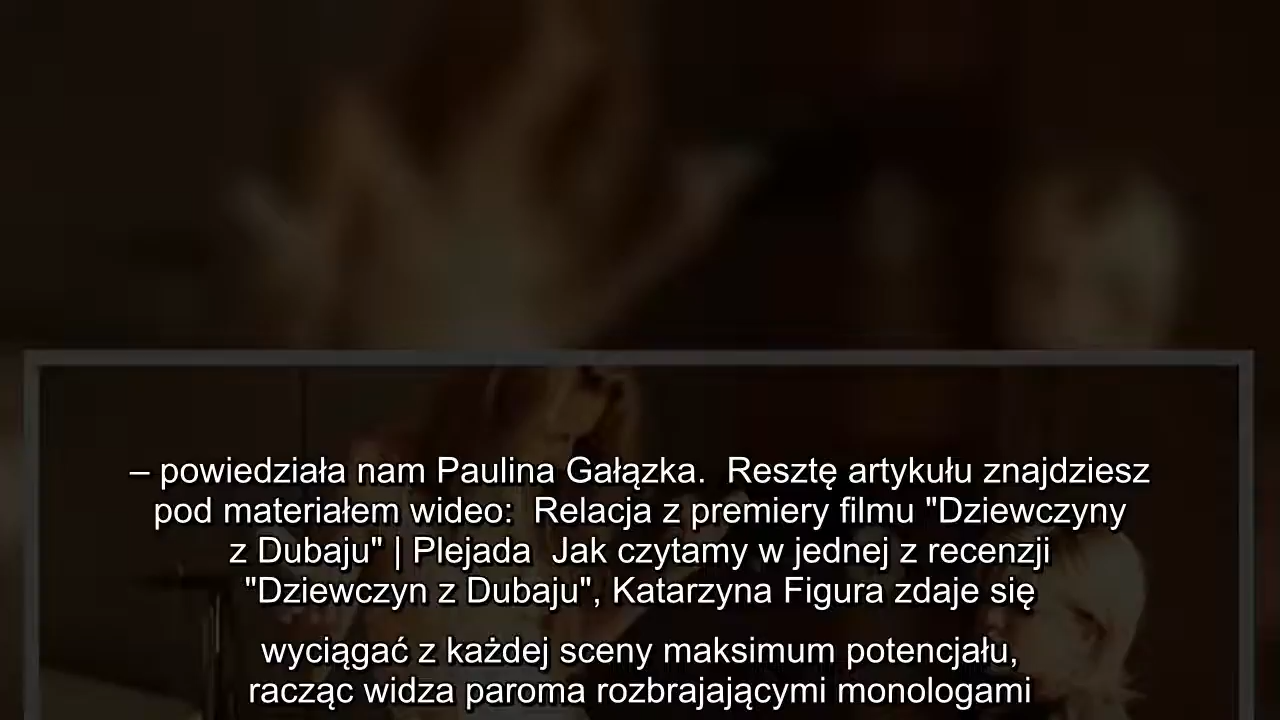 – powiedziała nam Paulina Gałązka.  Resztę artykułu znajdziesz
pod materiałem wideo:  Relacja z premiery filmu "Dziewczyny
z Dubaju" | Plejada  Jak czytamy w jednej z recenzji
"Dziewczyn z Dubaju", Katarzyna Figura zdaje się
wyciągać z każdej sceny maksimum potencjału,
racząc widza paroma rozbrajającymi monologami